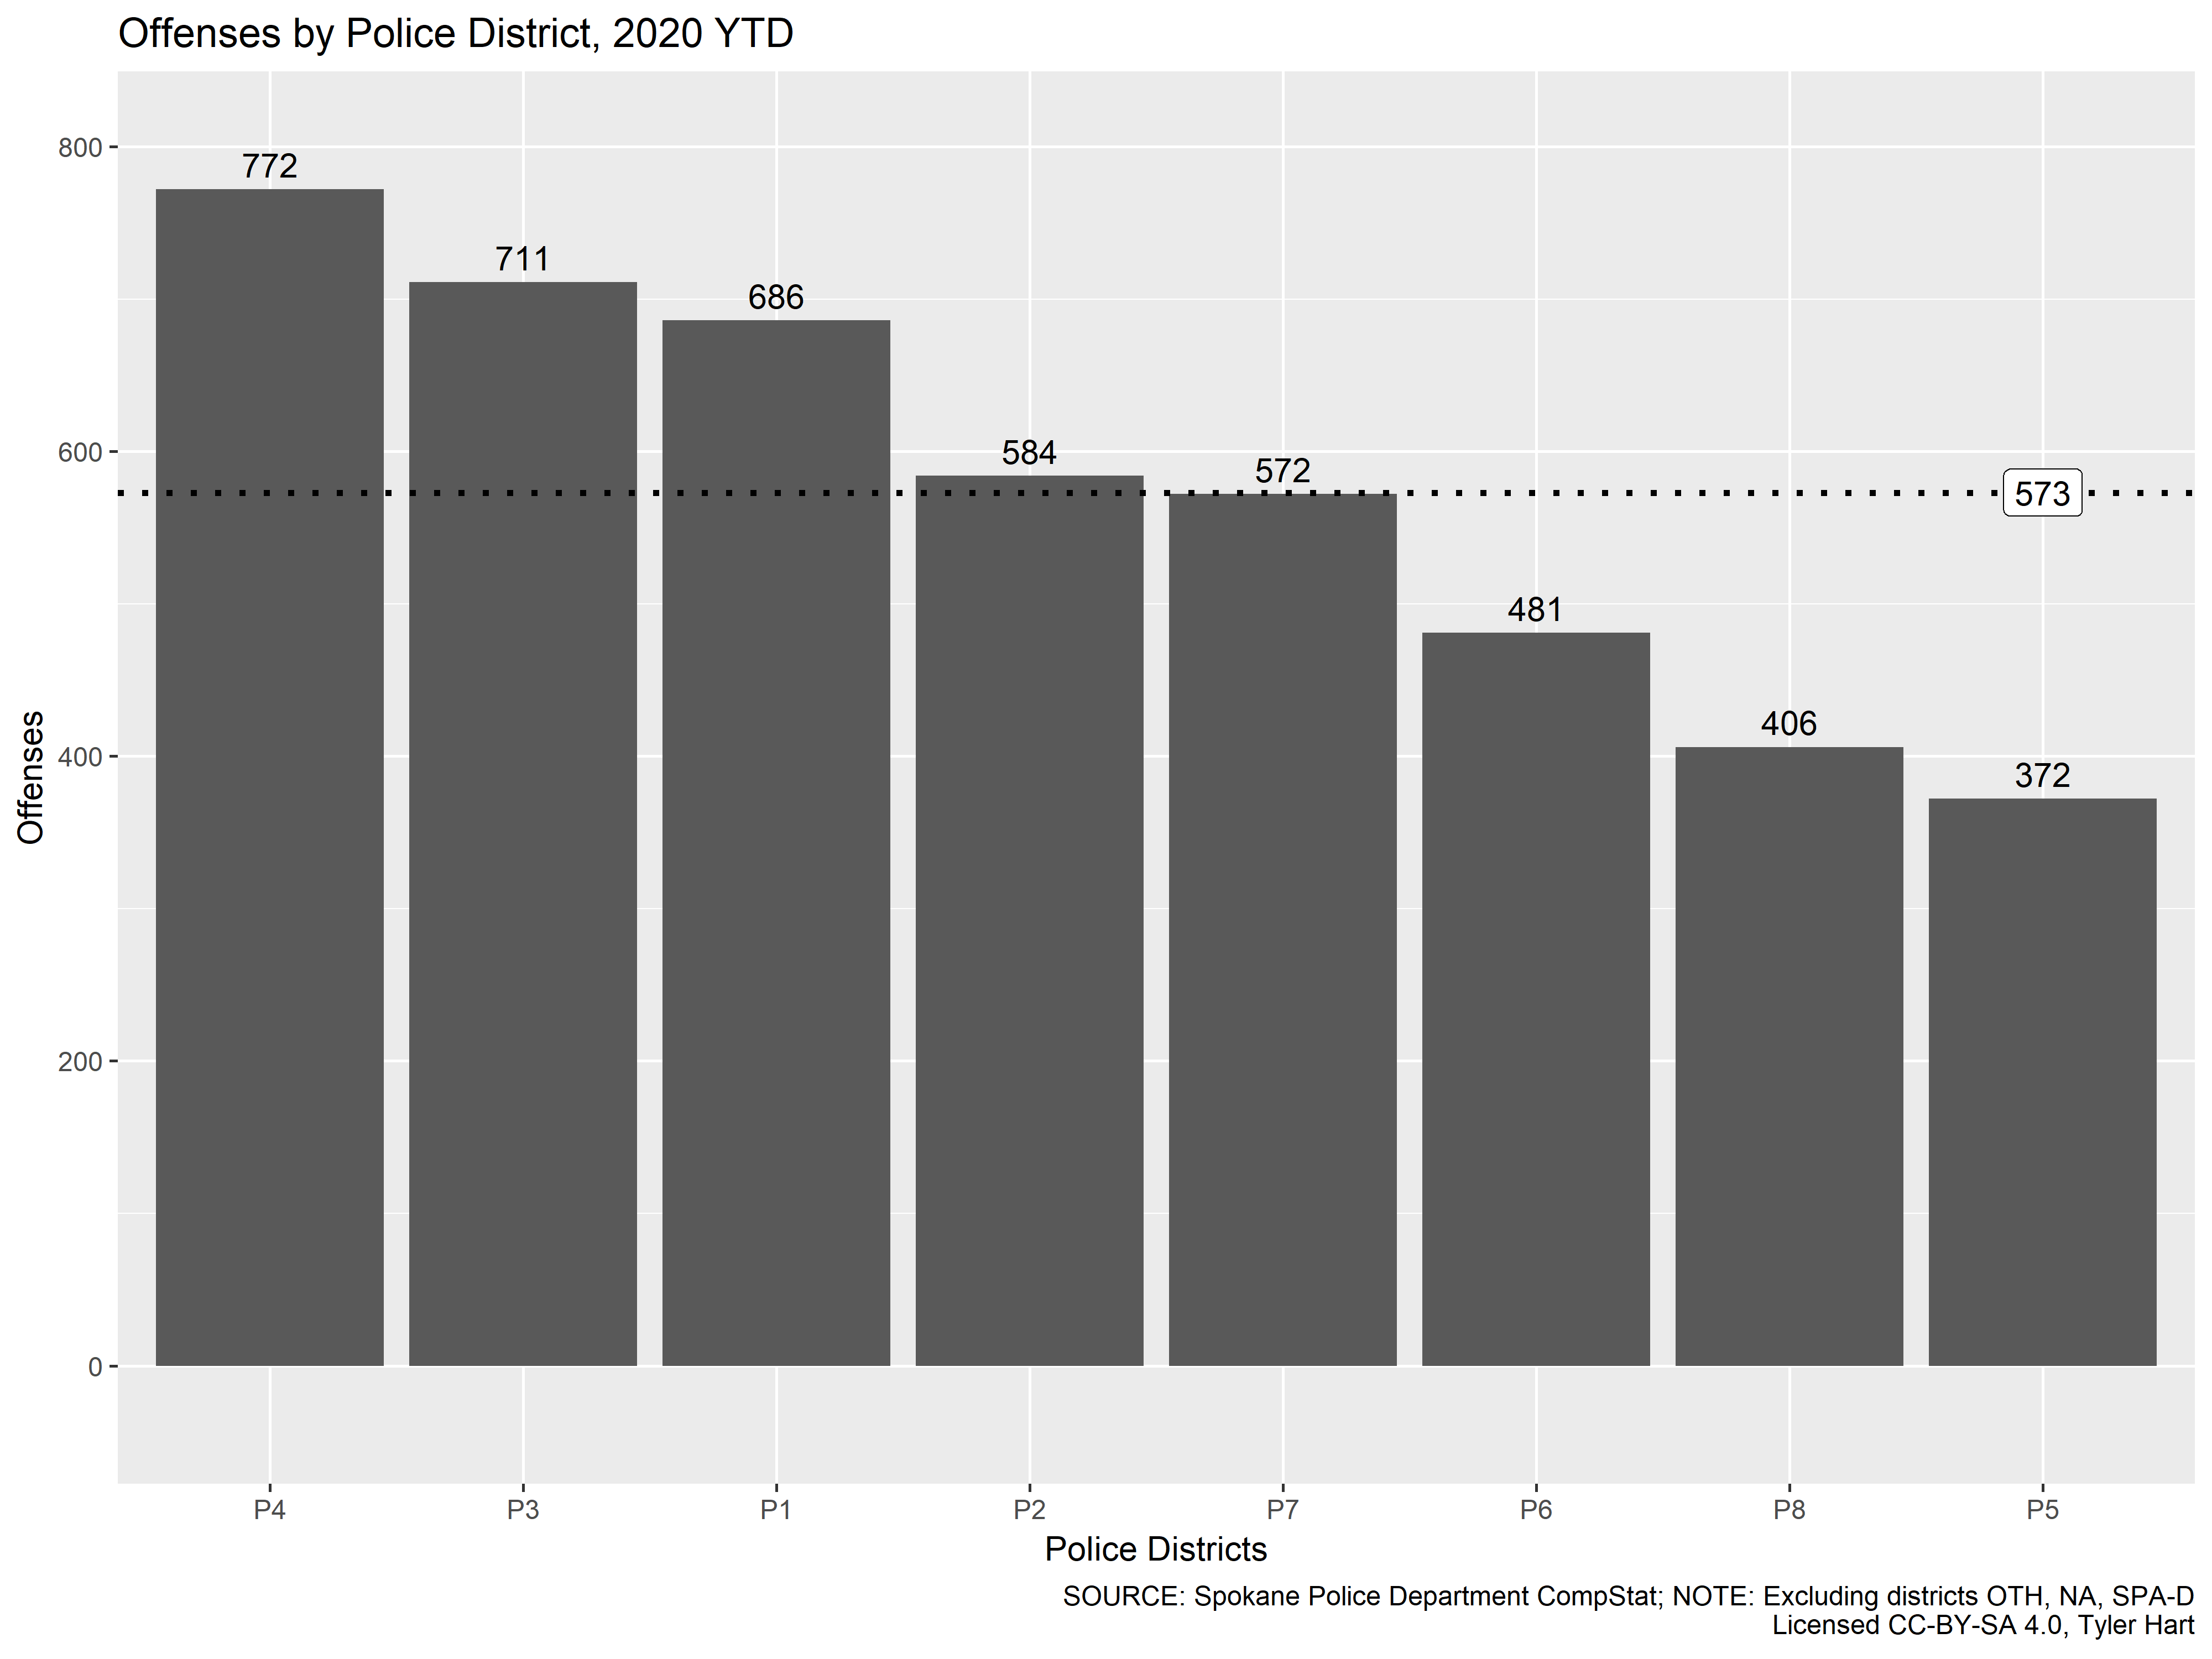 Offenses by Police District, 2020 YTD
Offenses
800
600
400
200
0
772
711
686
584
572
481
406
372
573
P4
P3
P1
P2
P7
P6
P8
P5
Police Districts
SOURCE: Spokane Police Department CompStat; NOTE: Excluding districts OTH, NA, SPA-D
Licensed CC-BY-SA 4.0, Tyler Hart